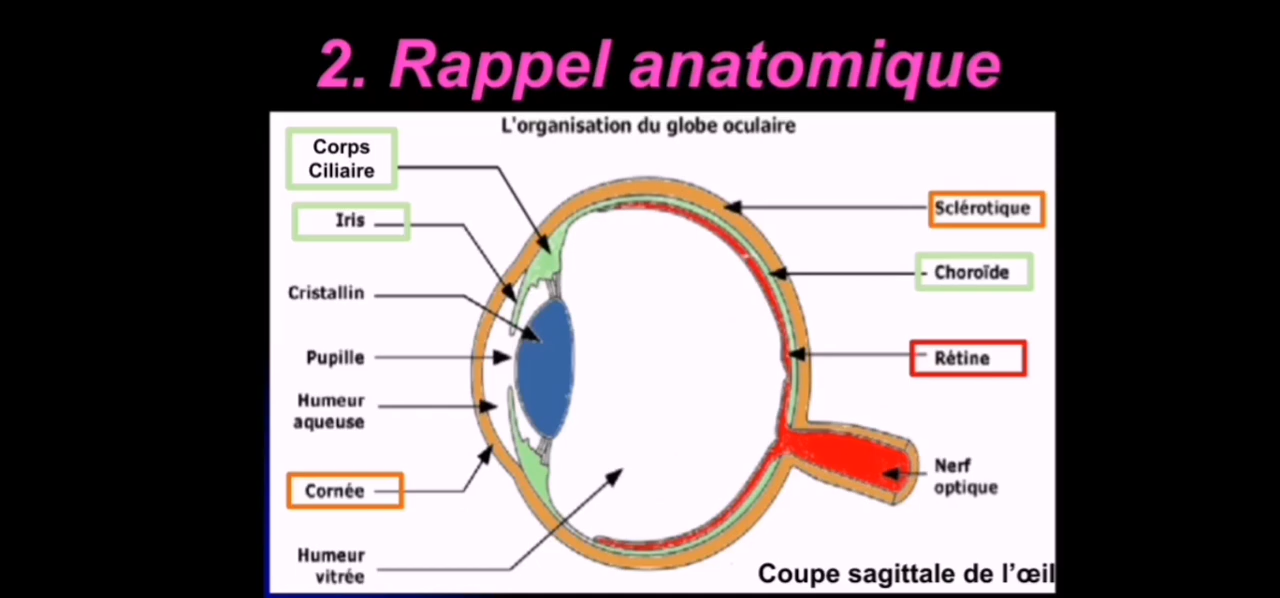 2. Rappel anatomique
L'organisation du globe oculaire
Corps
Ciliaire
Iris
Cristallin
Pupille
Humeur
aqueuse
Cornée
Humeur
vitrée
Sclérotique
Choroïde
Rétine
Nerf
optique
Coupe sagittale de l'œil